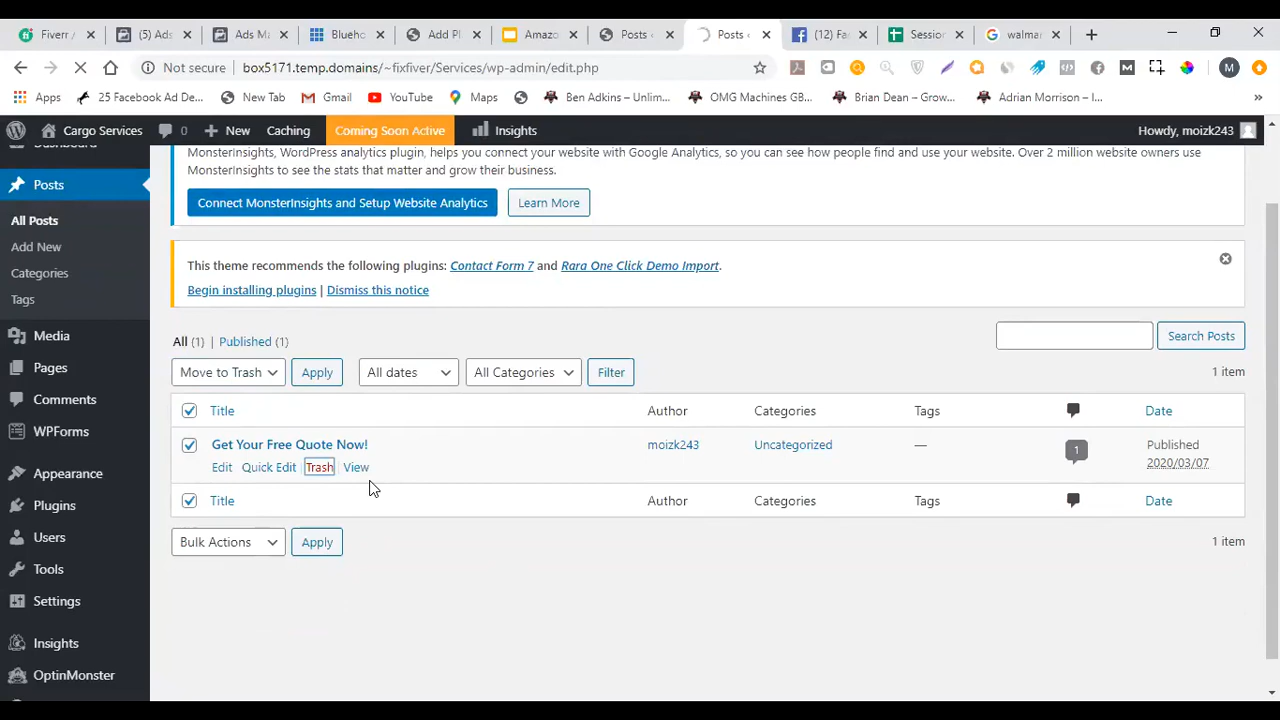 Fiverr /
(5) Ads
Ads Ma
Blueho
Add Pl
Amazo
Posts
Posts
(12) Fa
Session
walmar
Not secure
box5171.temp.domains/~fixfiver/Services/wp-admin/edit.php
Apps
25 Facebook Ad De...
New Tab
Gmail
YouTube
Maps
Ben Adkins – Unlim...
OMG Machines GB...
Brian Dean – Grow...
Adrian Morrison – I...
Cargo Services
0
New
Caching
Coming Soon Active
Insights
Howdy, moizk243
Dashboard
Posts
All Posts
Add New
Categories
Tags
Media
Pages
Comments
WPForms
Appearance
Plugins
Users
Tools
Settings
Insights
OptinMonster
MonsterInsights, WordPress analytics plugin, helps you connect your website with Google Analytics, so you can see how people find and use your website. Over 2 million website owners use
MonsterInsights to see the stats that matter and grow their business.
Connect MonsterInsights and Setup Website Analytics
Learn More
This theme recommends the following plugins: Contact Form 7 and Rara One Click Demo Import.
Begin installing plugins | Dismiss this notice
All (1) | Published (1)
Search Posts
Move to Trash
Apply
All dates
All Categories
Filter
1 item
Title
Author
Categories
Tags
Date
Get Your Free Quote Now!
moizk243
Uncategorized
—
1
Published
2020/03/07
Edit | Quick Edit | Trash | View
Title
Author
Categories
Tags
Date
Bulk Actions
Apply
1 item